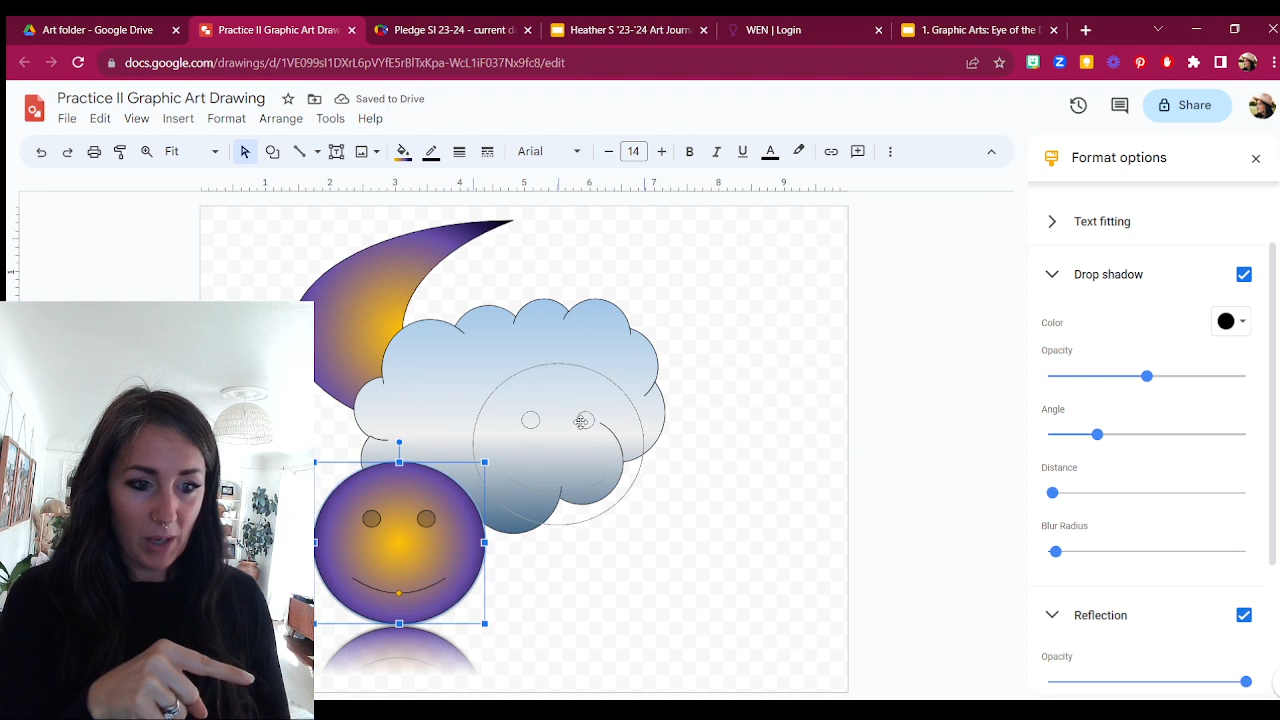 Art folder - Google Drive
Practice II Graphic Art Draw
Pledge SI 23-24 - current d
Heather S '23-'24 Art Journ
WEN | Login
1. Graphic Arts: Eye of the D
docs.google.com/drawings/d/1VE099sI1DXrL6pVYfE5rBlTxKpa-WcL1iF037Nx9fc8/edit
Practice II Graphic Art Drawing
Saved to Drive
Share
File Edit View Insert Format Arrange Tools Help
Fit
Arial
14
B I U A
Format options
1 2 3 4 5 6 7 8 9
1
Text fitting
Drop shadow
Color
Opacity
Angle
Distance
Blur Radius
Reflection
Opacity